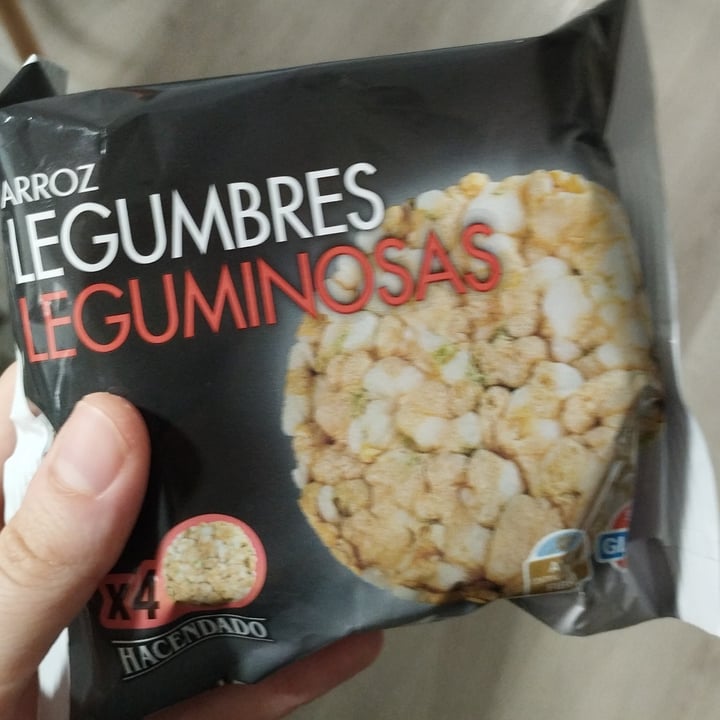 ARROZ
LEGUMBRES
LEGUMINOSAS
x4
HACENDADO